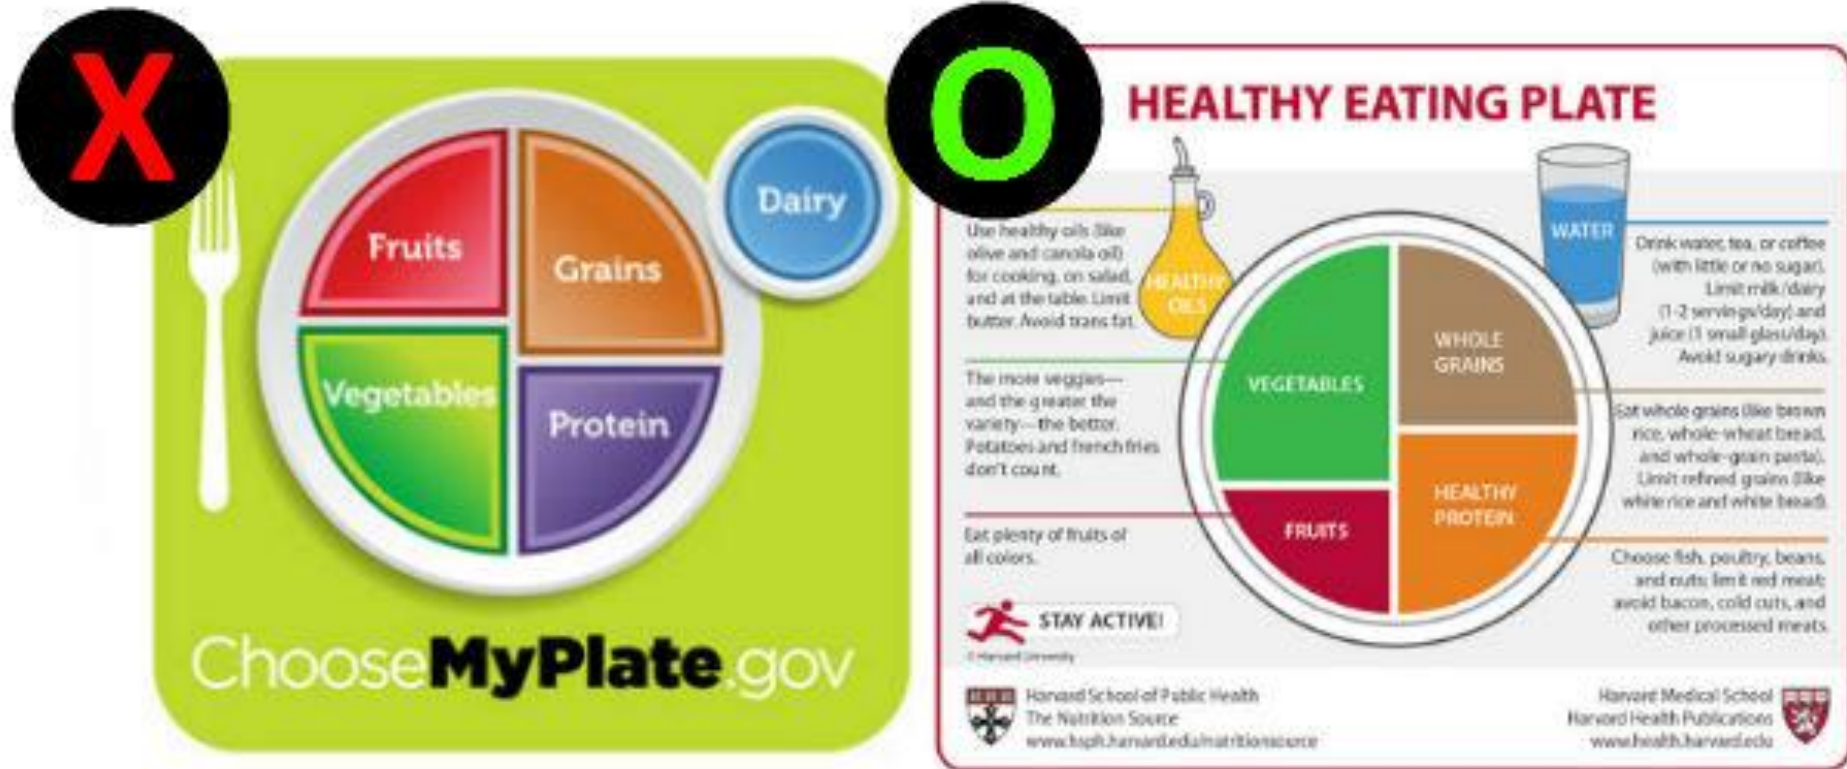 X
Fruits
Grains
Dairy
Vegetables
Protein
ChooseMyPlate.gov
O
HEALTHY EATING PLATE
Use healthy oils (like
olive and canola oil)
for cooking, on salad,
and at the table. Limit
butter. Avoid trans fat.
HEALTHY
OILS
The more veggies—
and the greater the
variety—the better.
Potatoes and french fries
don't count.
Eat plenty of fruits of
all colors.
STAY ACTIVE!
© Harvard University
VEGETABLES
FRUITS
WHOLE
GRAINS
HEALTHY
PROTEIN
WATER
Drink water, tea, or coffee
(with little or no sugar).
Limit milk/dairy
(1-2 servings/day) and
juice (1 small glass/day).
Avoid sugary drinks.
Eat whole grains (like brown
rice, whole-wheat bread,
and whole-grain pasta).
Limit refined grains (like
white rice and white bread).
Choose fish, poultry, beans,
and nuts; limit red meat;
avoid bacon, cold cuts, and
other processed meats.
Harvard School of Public Health
The Nutrition Source
www.hsph.harvard.edu/nutritionsource
Harvard Medical School
Harvard Health Publications
www.health.harvard.edu